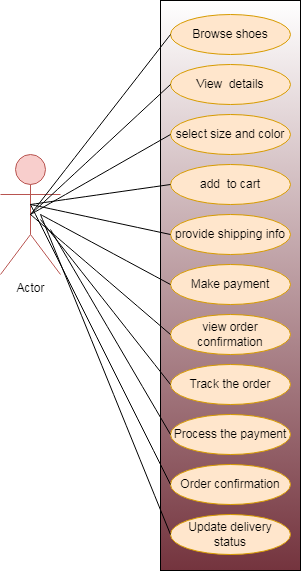 Browse shoes
View details
select size and color
add to cart
provide shipping info
Make payment
Actor
view order
confirmation
Track the order
Process the payment
Order confirmation
Update delivery
status